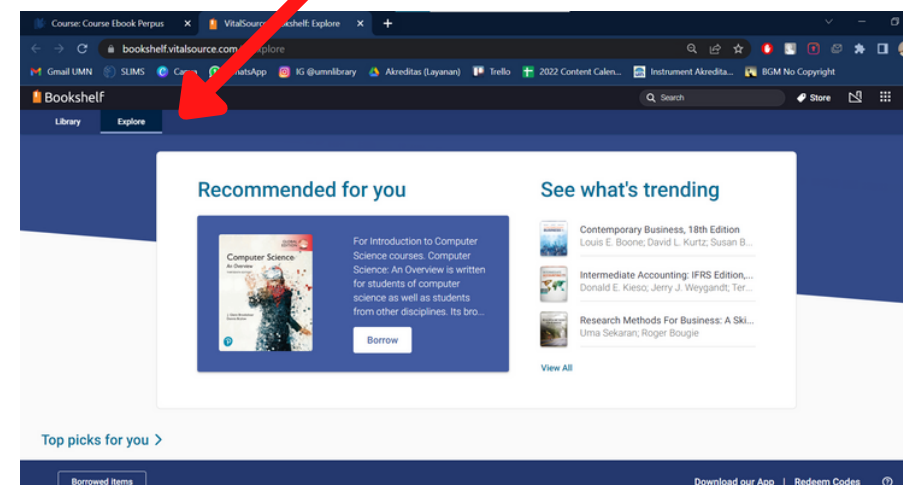 Course: Course Ebook Perpus
VitalSource Bookshelf: Explore
bookshelf.vitalsource.com
Gmail UMN
SLIMS
IG @umnlibrary
Akreditas (Layanan)
Trello
2022 Content Calen...
Instrument Akredita...
BGM No Copyright
Bookshelf
Search
Store
Library
Explore
Recommended for you
Computer Science
An Overview
For Introduction to Computer
Science courses. Computer
Science: An Overview is written
for students of computer
science as well as students
from other disciplines. Its bro...
Borrow
See what's trending
Contemporary Business, 18th Edition
Louis E. Boone; David L. Kurtz; Susan B...
Intermediate Accounting: IFRS Edition,...
Donald E. Kieso; Jerry J. Weygandt; Ter...
Research Methods For Business: A Ski...
Uma Sekaran; Roger Bougie
View All
Top picks for you >
Borrowed Items
Download our App | Redeem Codes